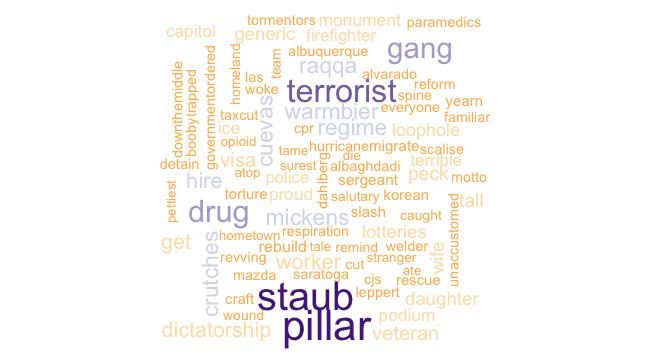 tormentors monument paramedics
capitol generic firefighter
albuquerque gang
team raqqa alvarado
homeland las woke terrorist reform
downthemiddle boobytrapped governmentordered spine yearn
taxcut cuevas warmbier everyone familiar
ice opioid cpr regime loophole
tame hurricanemigrate scalise
visa surest die albaghdadi terrible
detain atop police sergeant peck motto
pettiest hire torture proud dahlberg salutary korean tall
drug mickens slash caught
get crutches hometown respiration lotteries unaccustomed
rebuild tale remind welder wife
revving worker cut stranger
mazda saratoga cjs ate rescue
craft staub leppert daughter
wound pillar podium
dictatorship veteran